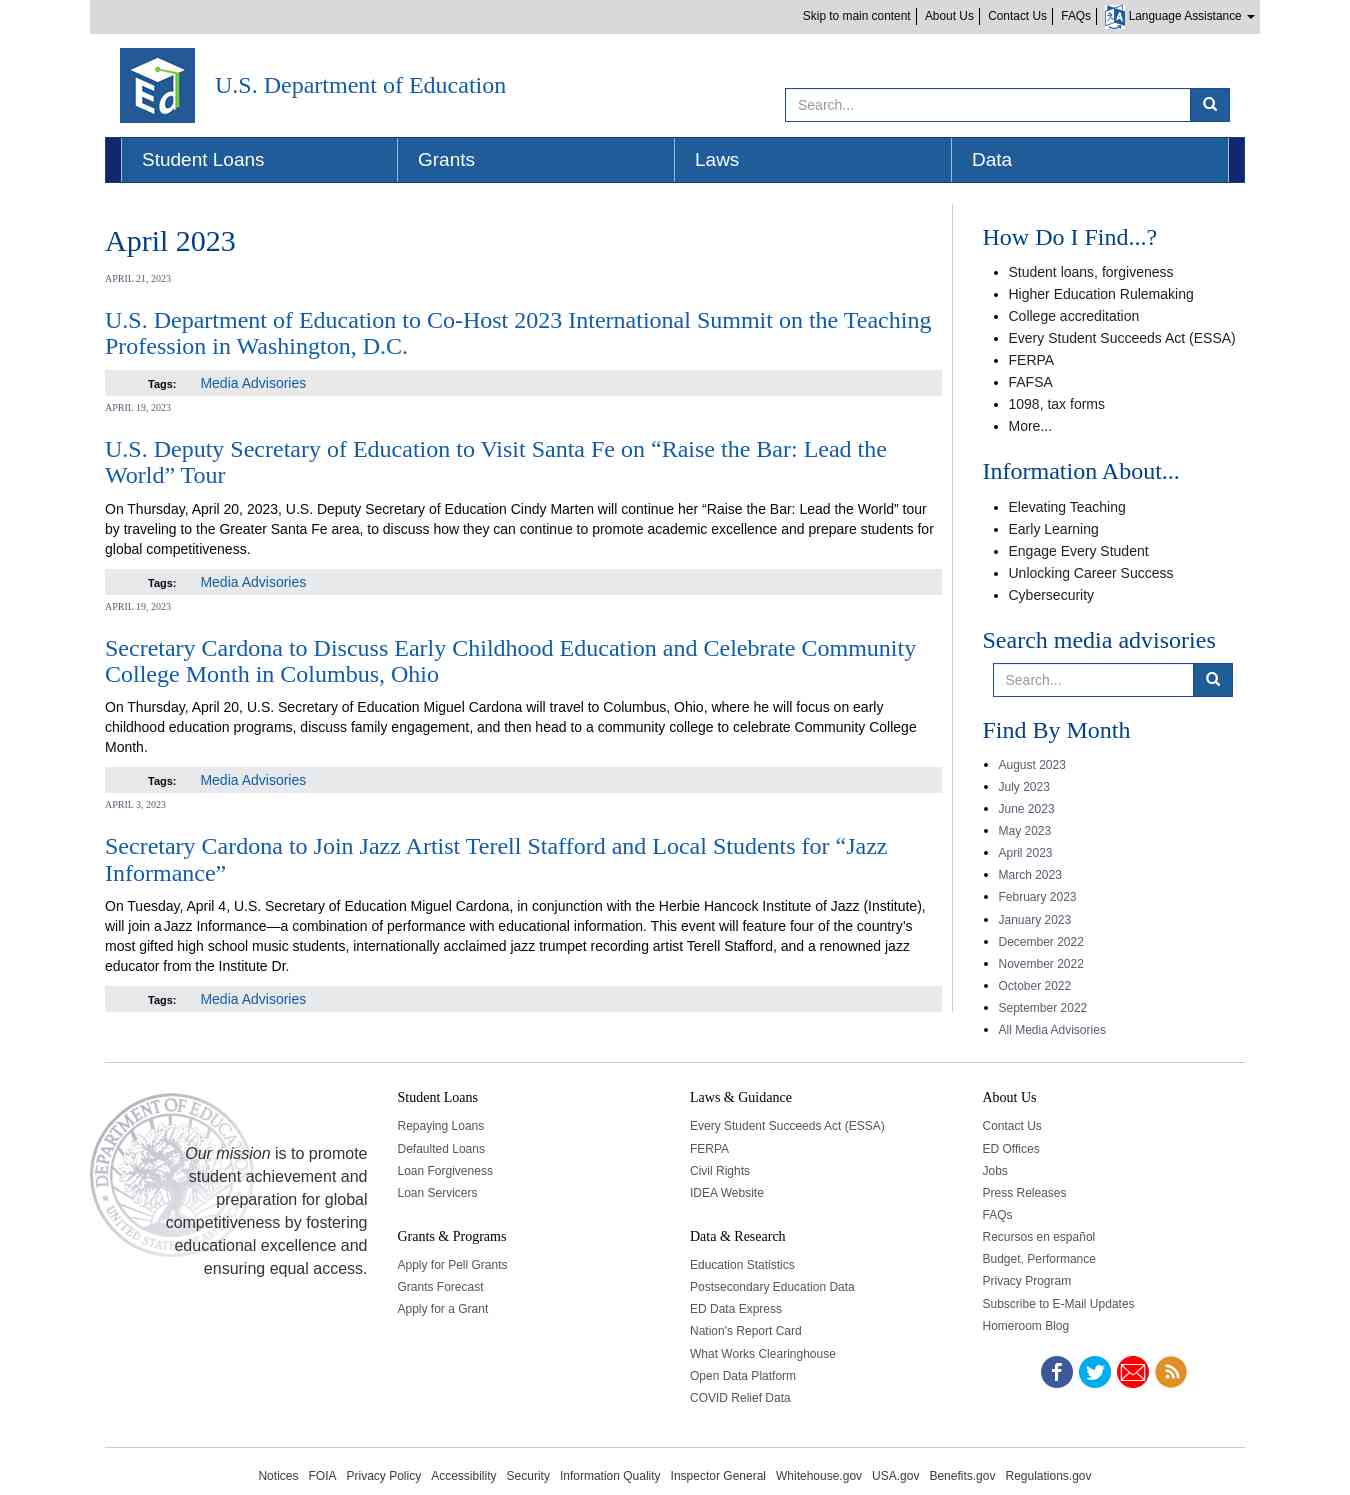 Skip to main content About Us Contact Us FAQs Language Assistance
Ed U.S. Department of Education
Search...
Student Loans Grants Laws Data
April 2023
APRIL 21, 2023
U.S. Department of Education to Co-Host 2023 International Summit on the Teaching
Profession in Washington, D.C.
Tags: Media Advisories
APRIL 19, 2023
U.S. Deputy Secretary of Education to Visit Santa Fe on “Raise the Bar: Lead the
World” Tour
On Thursday, April 20, 2023, U.S. Deputy Secretary of Education Cindy Marten will continue her “Raise the Bar: Lead the World” tour
by traveling to the Greater Santa Fe area, to discuss how they can continue to promote academic excellence and prepare students for
global competitiveness.
Tags: Media Advisories
APRIL 19, 2023
Secretary Cardona to Discuss Early Childhood Education and Celebrate Community
College Month in Columbus, Ohio
On Thursday, April 20, U.S. Secretary of Education Miguel Cardona will travel to Columbus, Ohio, where he will focus on early
childhood education programs, discuss family engagement, and then head to a community college to celebrate Community College
Month.
Tags: Media Advisories
APRIL 3, 2023
Secretary Cardona to Join Jazz Artist Terell Stafford and Local Students for “Jazz
Informance”
On Tuesday, April 4, U.S. Secretary of Education Miguel Cardona, in conjunction with the Herbie Hancock Institute of Jazz (Institute),
will join a Jazz Informance—a combination of performance with educational information. This event will feature four of the country's
most gifted high school music students, internationally acclaimed jazz trumpet recording artist Terell Stafford, and a renowned jazz
educator from the Institute Dr.
Tags: Media Advisories
How Do I Find...?
Student loans, forgiveness
Higher Education Rulemaking
College accreditation
Every Student Succeeds Act (ESSA)
FERPA
FAFSA
1098, tax forms
More...
Information About...
Elevating Teaching
Early Learning
Engage Every Student
Unlocking Career Success
Cybersecurity
Search media advisories
Search...
Find By Month
August 2023
July 2023
June 2023
May 2023
April 2023
March 2023
February 2023
January 2023
December 2022
November 2022
October 2022
September 2022
All Media Advisories
Our mission is to promote
student achievement and
preparation for global
competitiveness by fostering
educational excellence and
ensuring equal access.
Student Loans
Repaying Loans
Defaulted Loans
Loan Forgiveness
Loan Servicers
Grants & Programs
Apply for Pell Grants
Grants Forecast
Apply for a Grant
Laws & Guidance
Every Student Succeeds Act (ESSA)
FERPA
Civil Rights
IDEA Website
Data & Research
Education Statistics
Postsecondary Education Data
ED Data Express
Nation's Report Card
What Works Clearinghouse
Open Data Platform
COVID Relief Data
About Us
Contact Us
ED Offices
Jobs
Press Releases
FAQs
Recursos en español
Budget, Performance
Privacy Program
Subscribe to E-Mail Updates
Homeroom Blog
Notices FOIA Privacy Policy Accessibility Security Information Quality Inspector General Whitehouse.gov USA.gov Benefits.gov Regulations.gov